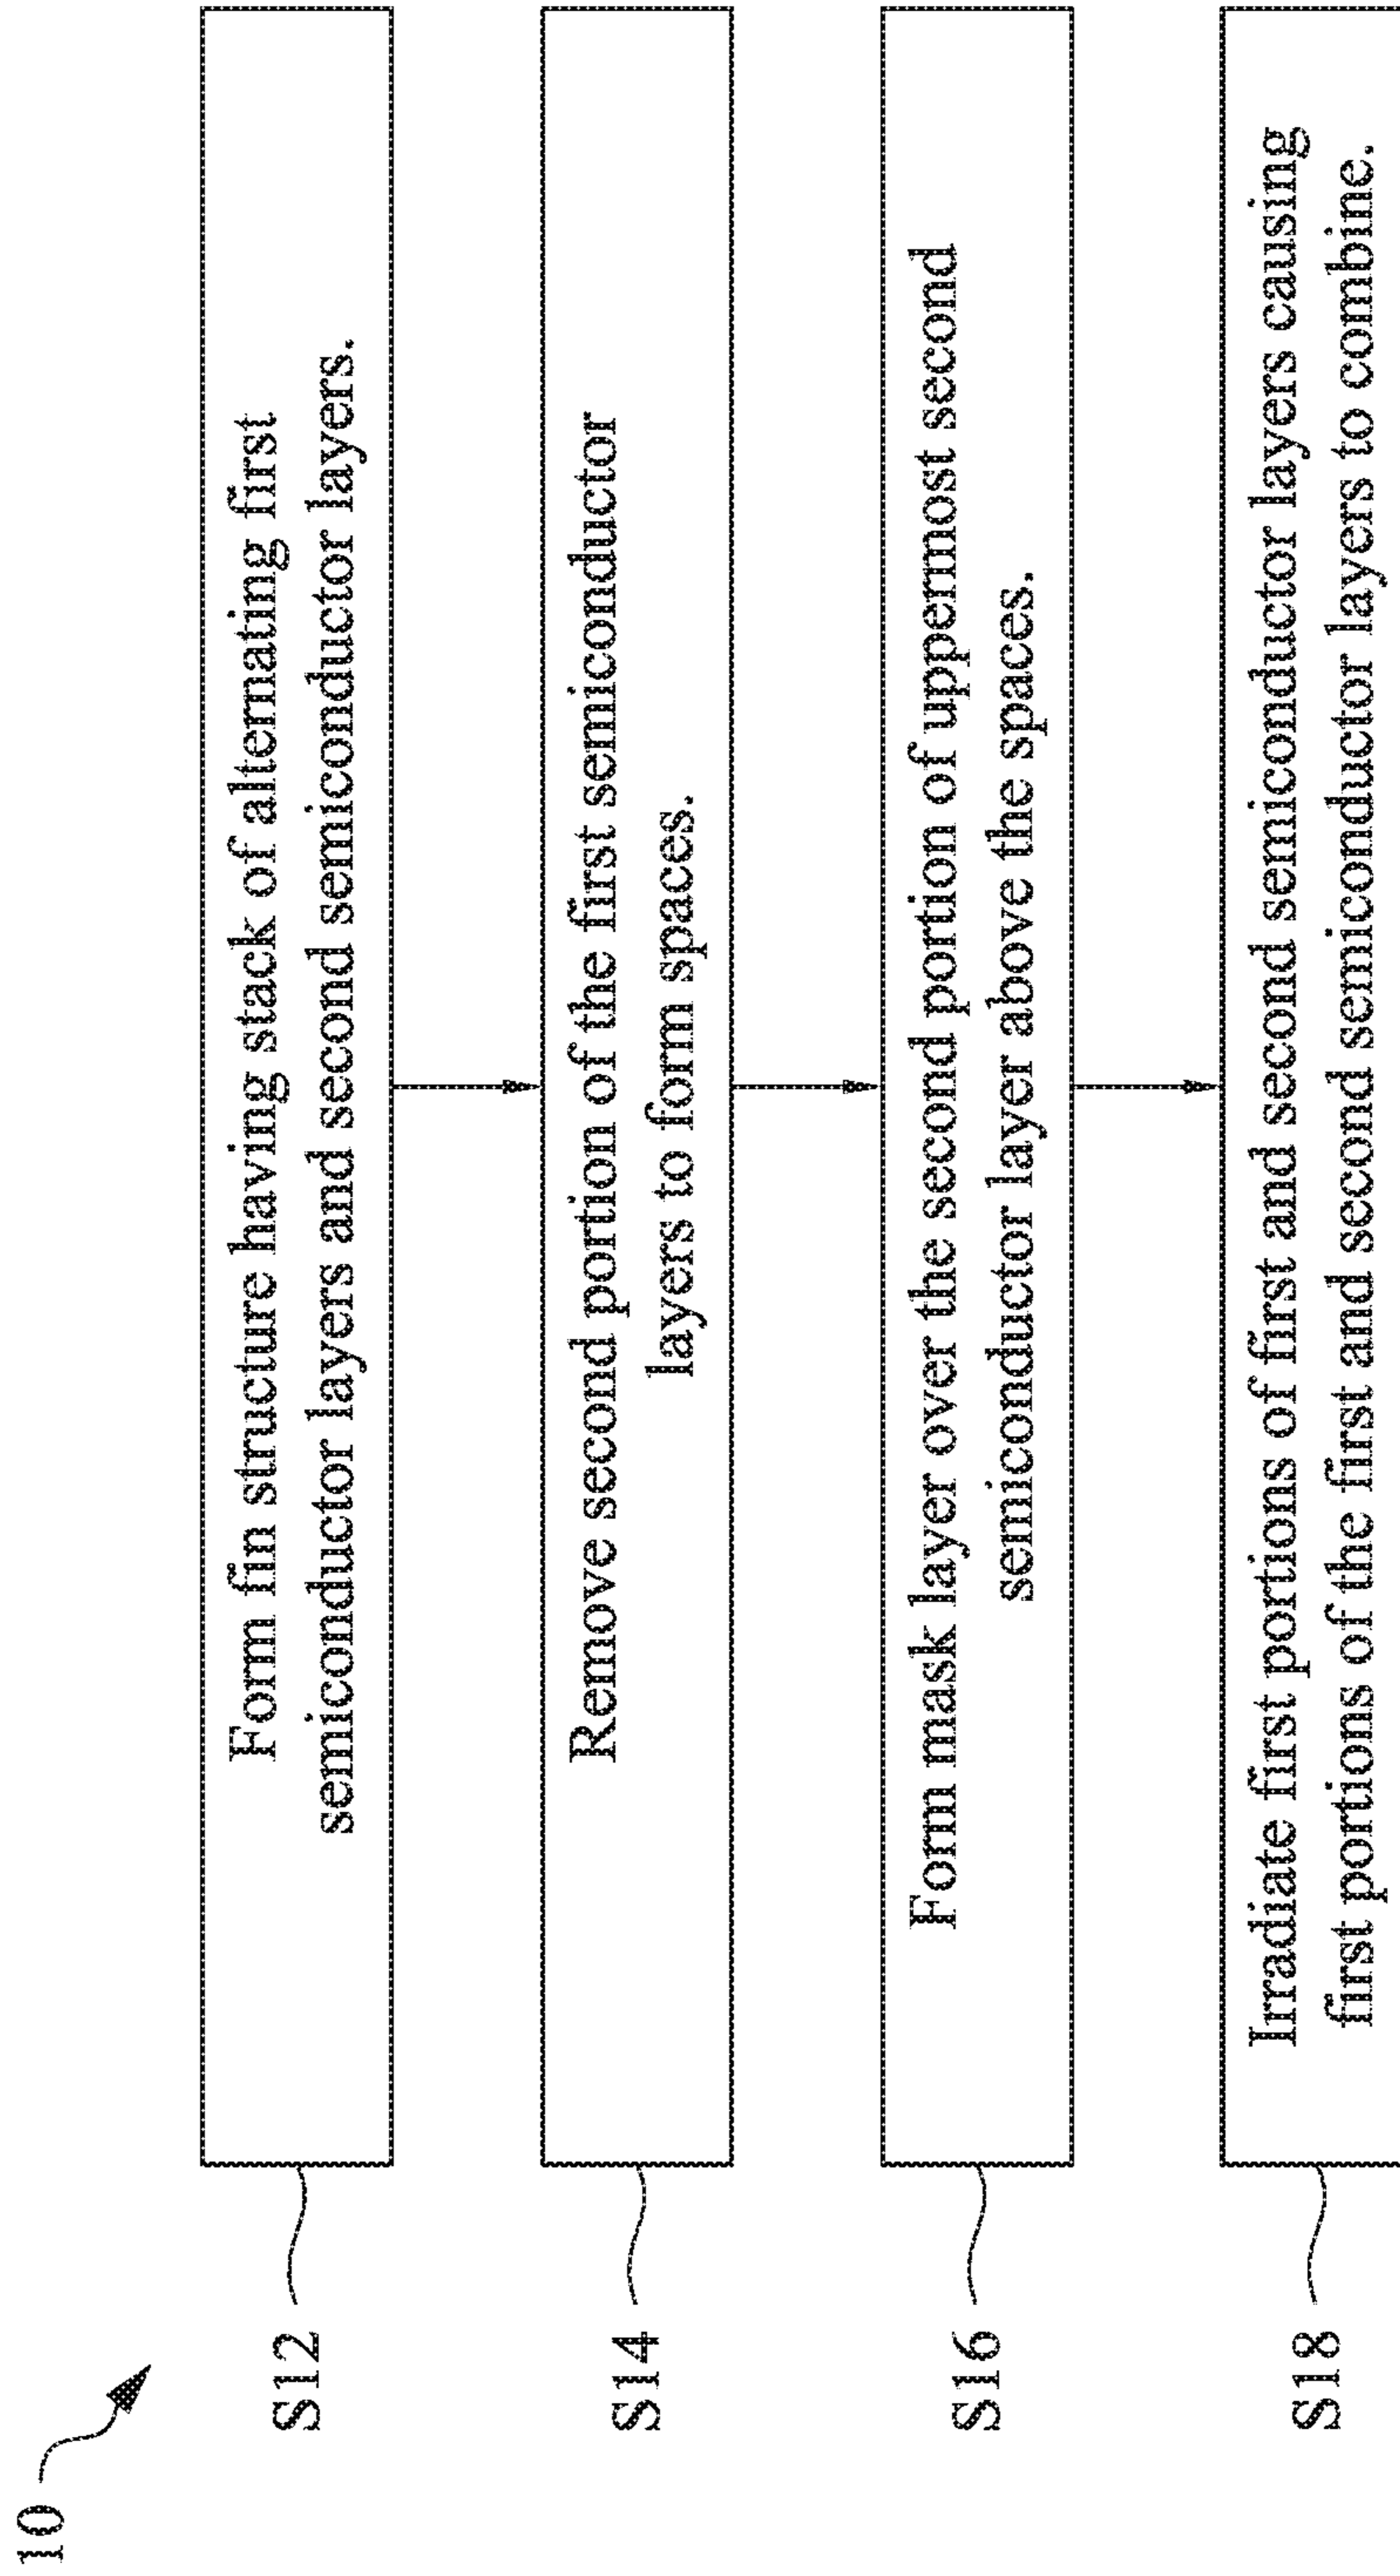 10
S12
Form fin structure having stack of alternating first
semiconductor layers and second semiconductor layers.
S14
Remove second portion of the first semiconductor
layers to form spaces.
S16
Form mask layer over the second portion of uppermost second
semiconductor layer above the spaces.
S18
Irradiate first portions of first and second semiconductor layers causing
first portions of the first and second semiconductor layers to combine.